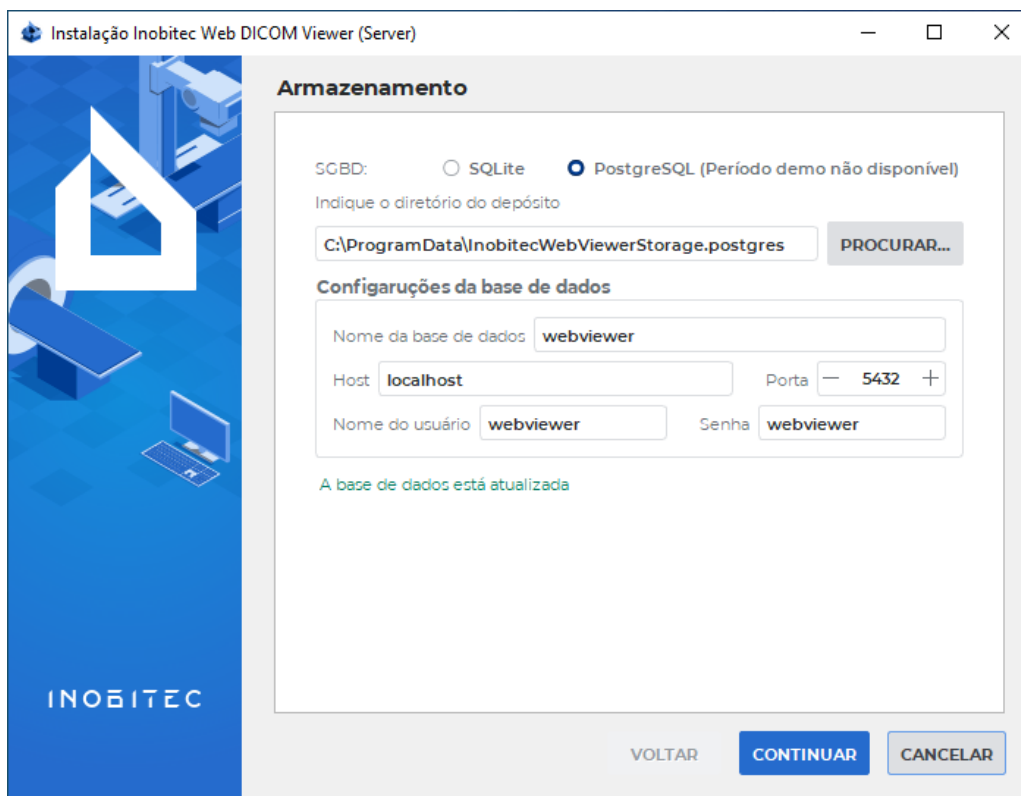 Instalação Inobitec Web DICOM Viewer (Server)
Armazenamento
SGBD: SQLite PostgreSQL (Período demo não disponível)
Indique o diretório do depósito
C:\ProgramData\InobitecWebViewerStorage.postgres PROCURAR...
Configaruções da base de dados
Nome da base de dados webviewer
Host localhost Porta — 5432 +
Nome do usuário webviewer Senha webviewer
A base de dados está atualizada
INOBITEC
VOLTAR CONTINUAR CANCELAR